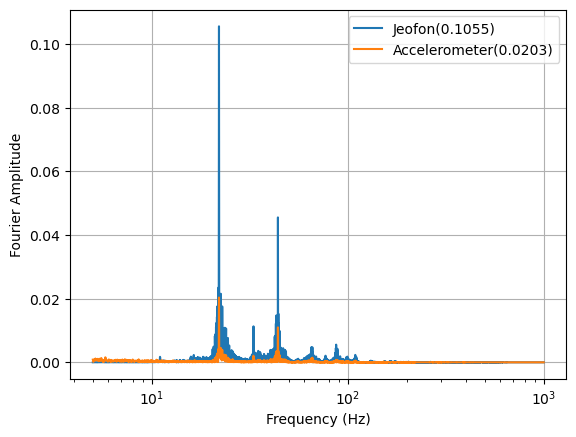 Jeofon(0.1055)
Accelerometer(0.0203)
0.10
0.08
0.06
0.04
0.02
0.00
Fourier Amplitude
10¹ 10² 10³
Frequency (Hz)